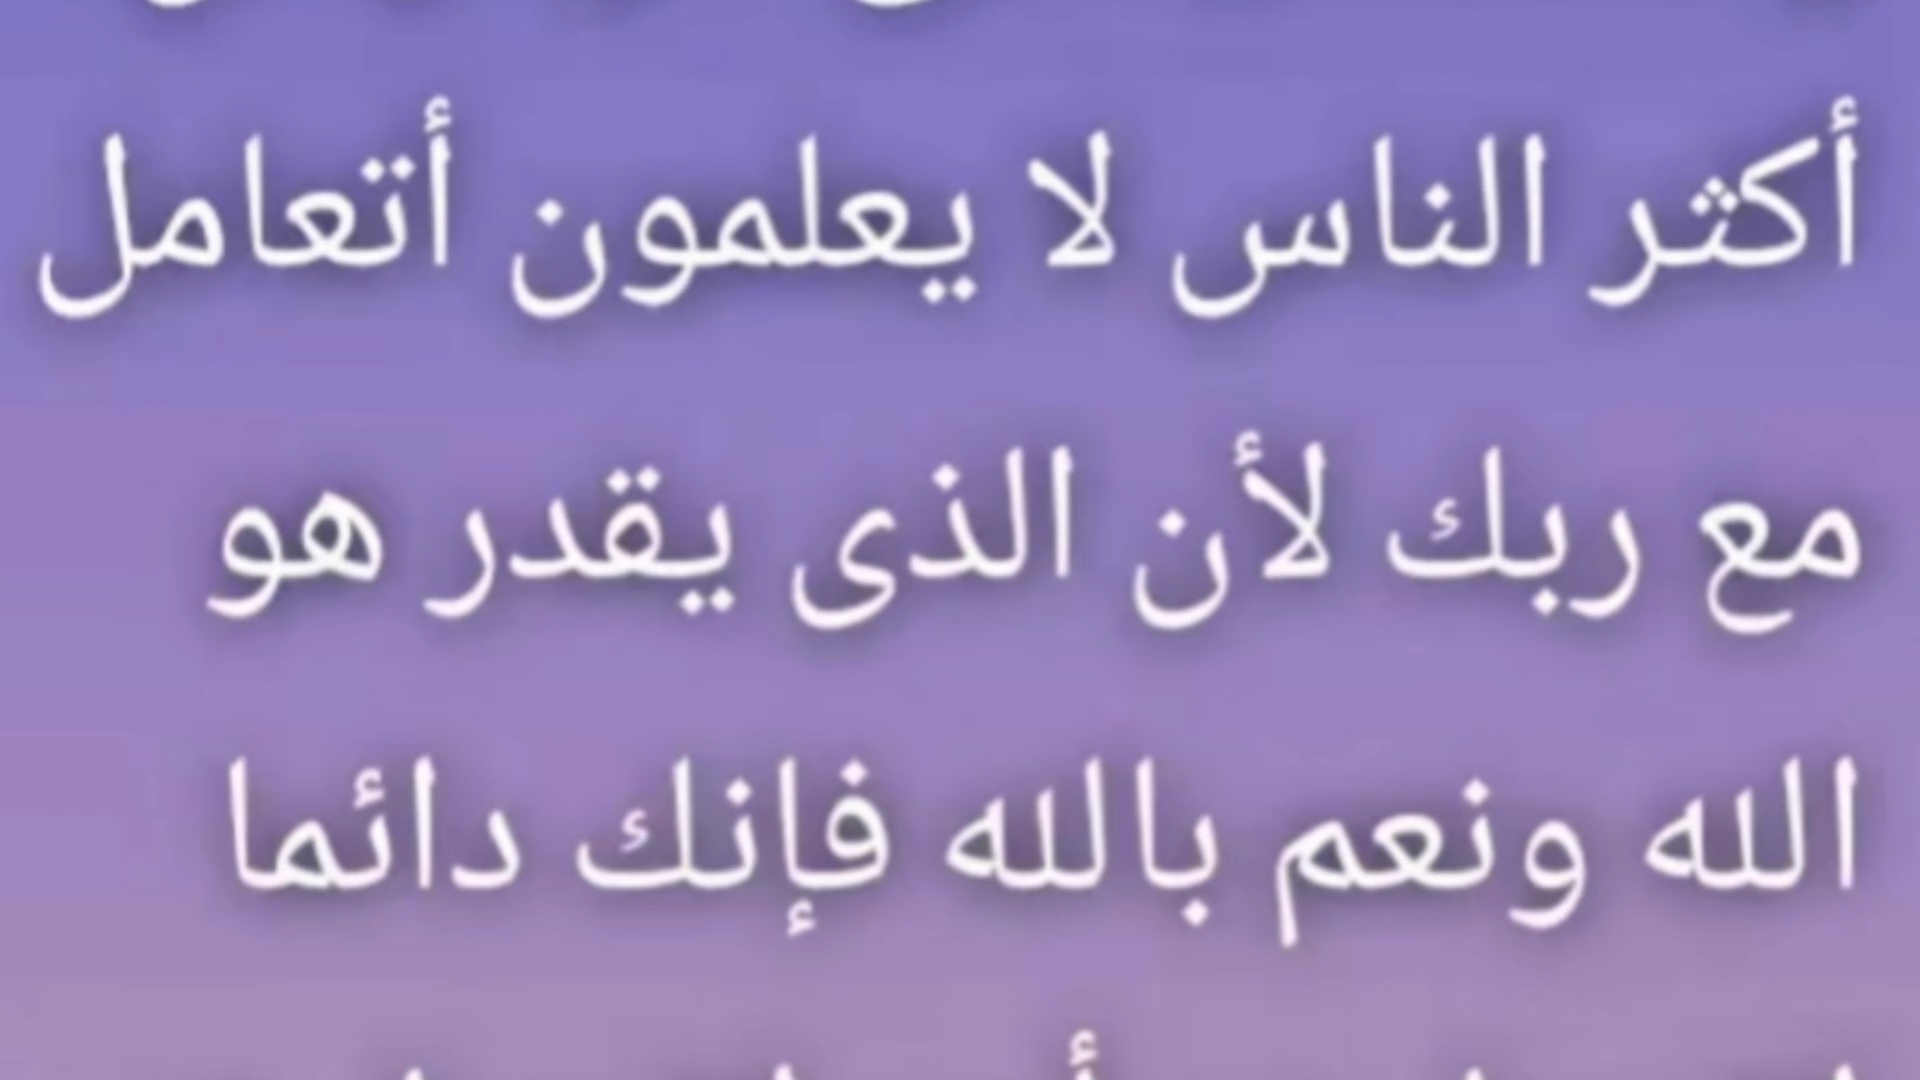 أكثر الناس لا يعلمون أتعامل
مع ربك لأن الذى يقدر هو
الله ونعم بالله فإنك دائما